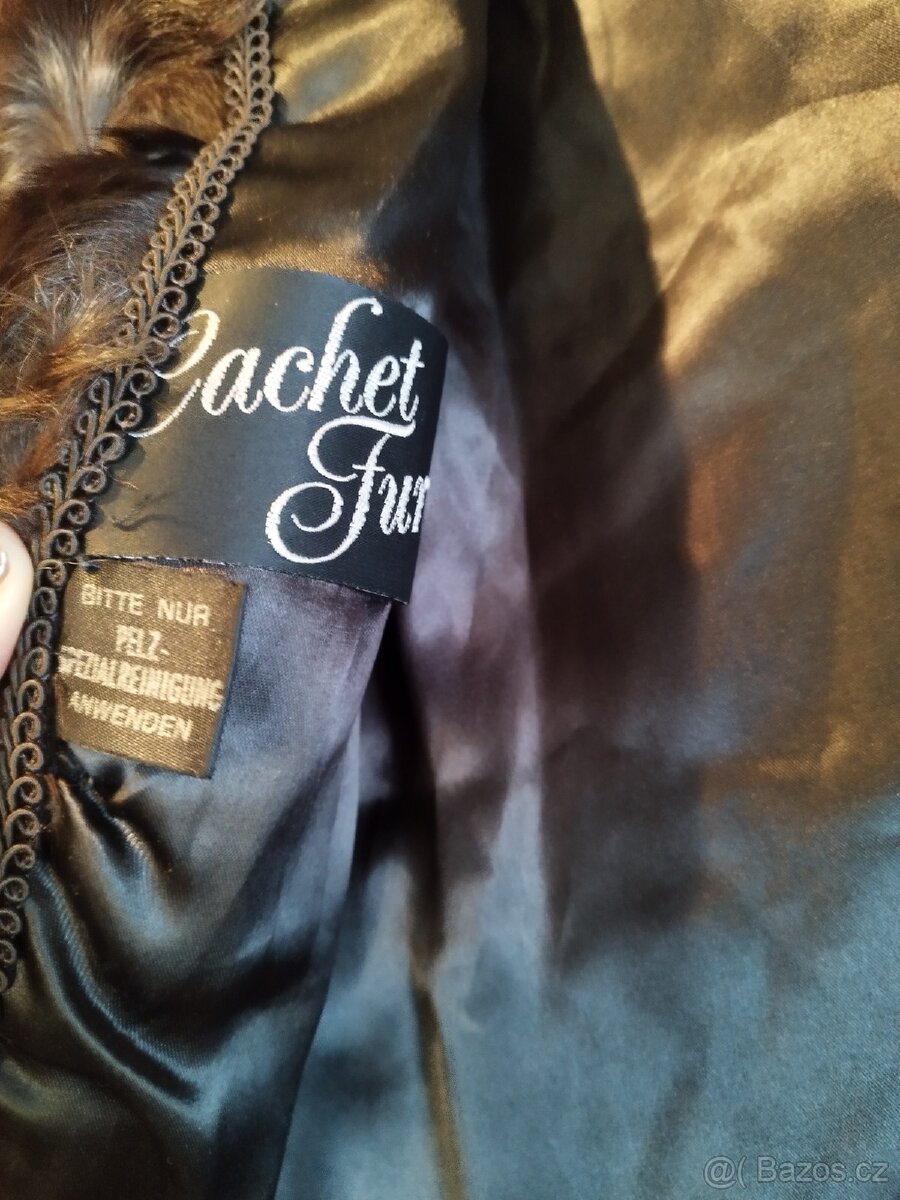 Cachet
Fur
BITTE NUR
PELZ-
SPEZIALREINIGUNG
ANWENDEN
@( Bazos.cz